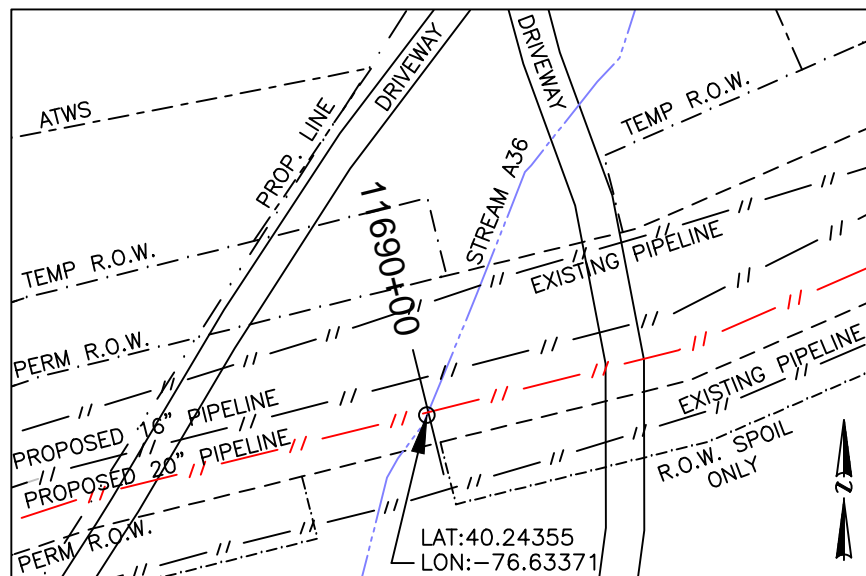 DRIVEWAY
DRIVEWAY
ATWS
TEMP R.O.W.
PROP. LINE
STREAM A36
11690+00
TEMP R.O.W.
EXISTING PIPELINE
PERM R.O.W.
EXISTING PIPELINE
PROPOSED 16" PIPELINE
PROPOSED 20" PIPELINE
R.O.W. SPOIL
ONLY
PERM R.O.W.
LAT:40.24355
LON:-76.63371
N